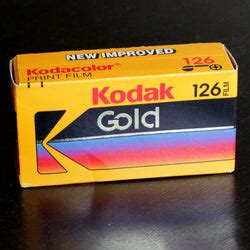 NEW IMPROVED
Kodacolor
PRINT FILM
126
Kodak 126 FILM
Gold